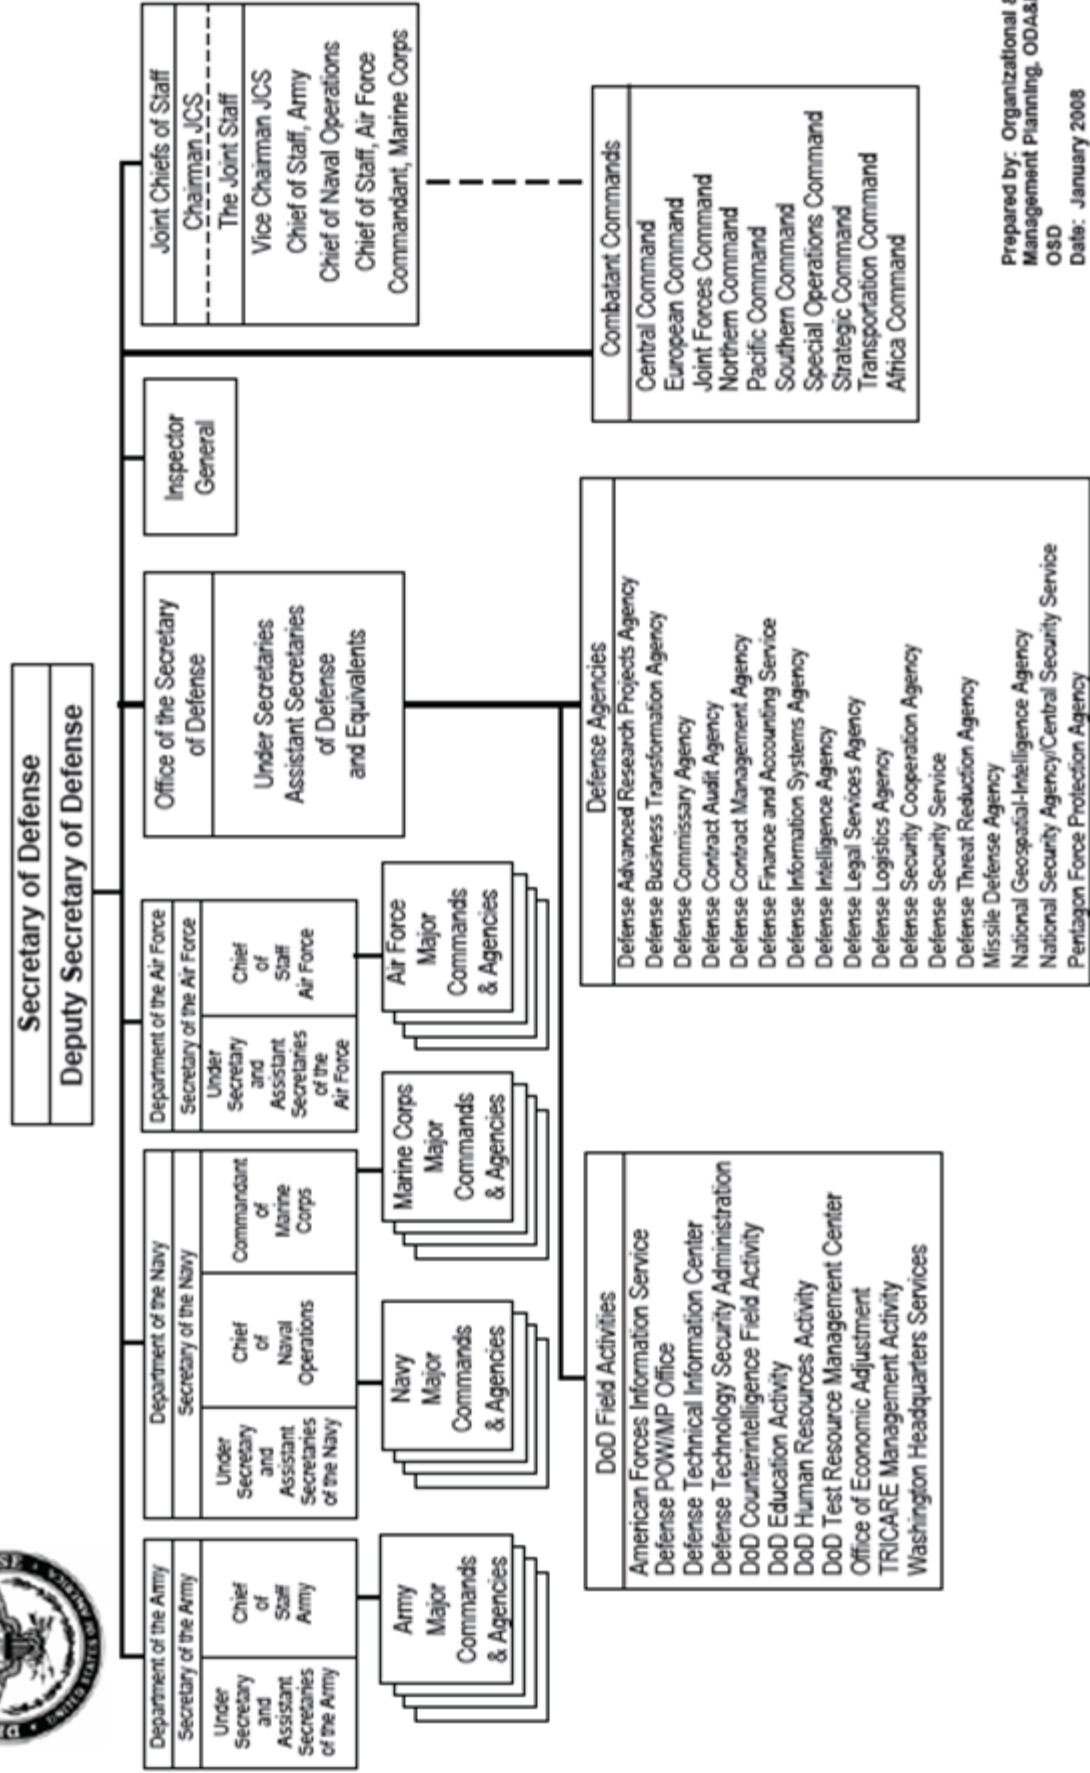 Secretary of Defense
Deputy Secretary of Defense
Department of the Army
Secretary of the Army
Under
Secretary
and
Assistant
Secretaries
of the Army
Chief
of
Staff
Army
Army
Major
Commands
& Agencies
Department of the Navy
Secretary of the Navy
Under
Secretary
and
Assistant
Secretaries
of the Navy
Chief
of
Naval
Operations
Commandant
of
Marine
Corps
Navy
Major
Commands
& Agencies
Marine Corps
Major
Commands
& Agencies
Department of the Air Force
Secretary of the Air Force
Under
Secretary
and
Assistant
Secretaries
of the
Air Force
Chief
of
Staff
Air Force
Air Force
Major
Commands
& Agencies
Office of the Secretary
of Defense
Under Secretaries
Assistant Secretaries
of Defense
and Equivalents
Inspector
General
Joint Chiefs of Staff
Chairman JCS
The Joint Staff
Vice Chairman JCS
Chief of Staff, Army
Chief of Naval Operations
Chief of Staff, Air Force
Commandant, Marine Corps
DoD Field Activities
American Forces Information Service
Defense POW/MP Office
Defense Technical Information Center
Defense Technology Security Administration
DoD Counterintelligence Field Activity
DoD Education Activity
DoD Human Resources Activity
DoD Test Resource Management Center
Office of Economic Adjustment
TRICARE Management Activity
Washington Headquarters Services
Defense Agencies
Defense Advanced Research Projects Agency
Defense Business Transformation Agency
Defense Commissary Agency
Defense Contract Audit Agency
Defense Contract Management Agency
Defense Finance and Accounting Service
Defense Information Systems Agency
Defense Intelligence Agency
Defense Legal Services Agency
Defense Logistics Agency
Defense Security Cooperation Agency
Defense Security Service
Defense Threat Reduction Agency
Missile Defense Agency
National Geospatial-Intelligence Agency
National Security Agency/Central Security Service
Pentagon Force Protection Agency
Combatant Commands
Central Command
European Command
Joint Forces Command
Northern Command
Pacific Command
Southern Command
Special Operations Command
Strategic Command
Transportation Command
Africa Command
Prepared by: Organizational &
Management Planning, ODA&
OSD
Date: January 2008